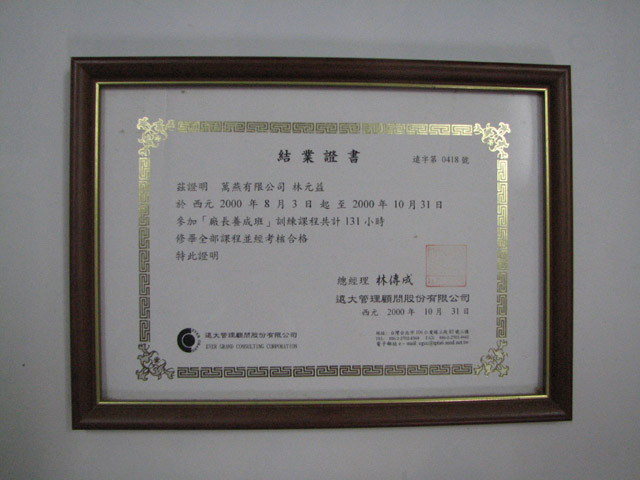 結業證書
遠字第 0418 號
茲證明 萬燕有限公司 林元益
於 西元 2000 年 8 月 3 日 起 至 2000 年 10 月 31 日
參加「廠長養成班」訓練課程共計 131 小時
修畢全部課程並經考核合格
特此證明
總經理 林傳成
遠大管理顧問股份有限公司
西元 2000 年 10 月 31 日
遠大管理顧問股份有限公司
EVER GRAND CONSULTING CORPORATION